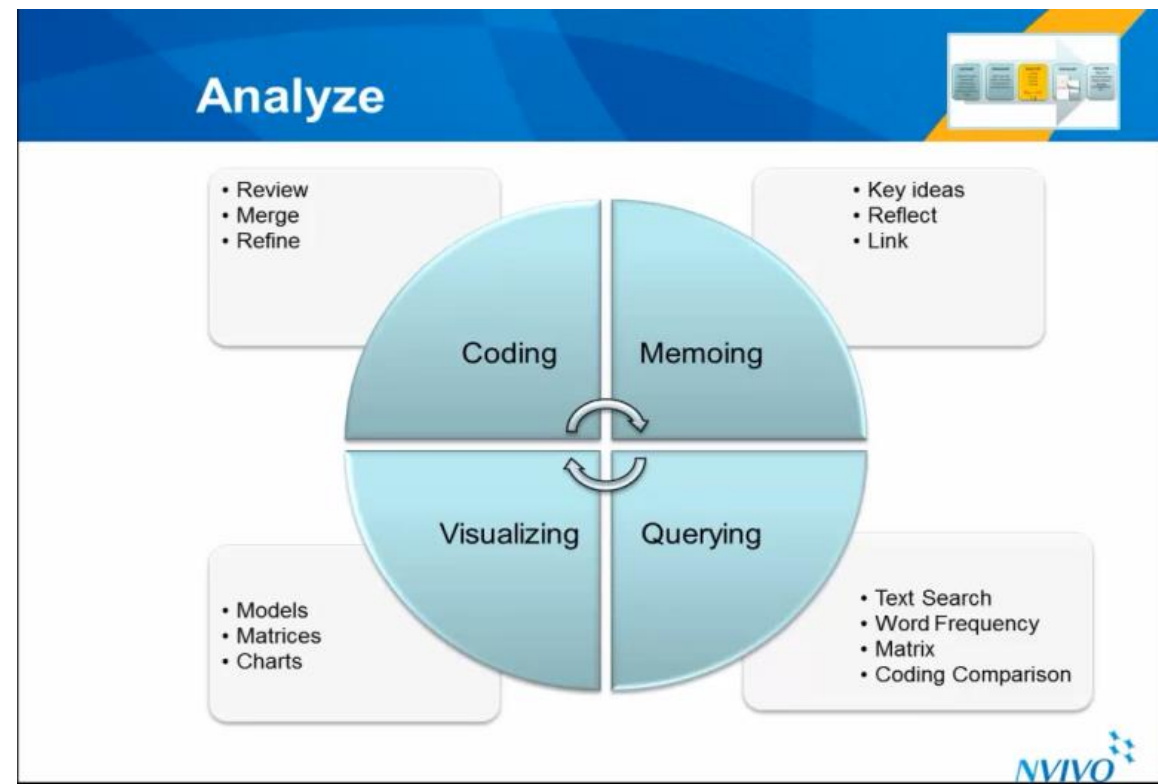 Analyze
• Review
• Merge
• Refine
• Key ideas
• Reflect
• Link
Coding
Memoing
Visualizing
Querying
• Models
• Matrices
• Charts
• Text Search
• Word Frequency
• Matrix
• Coding Comparison
NVIVO